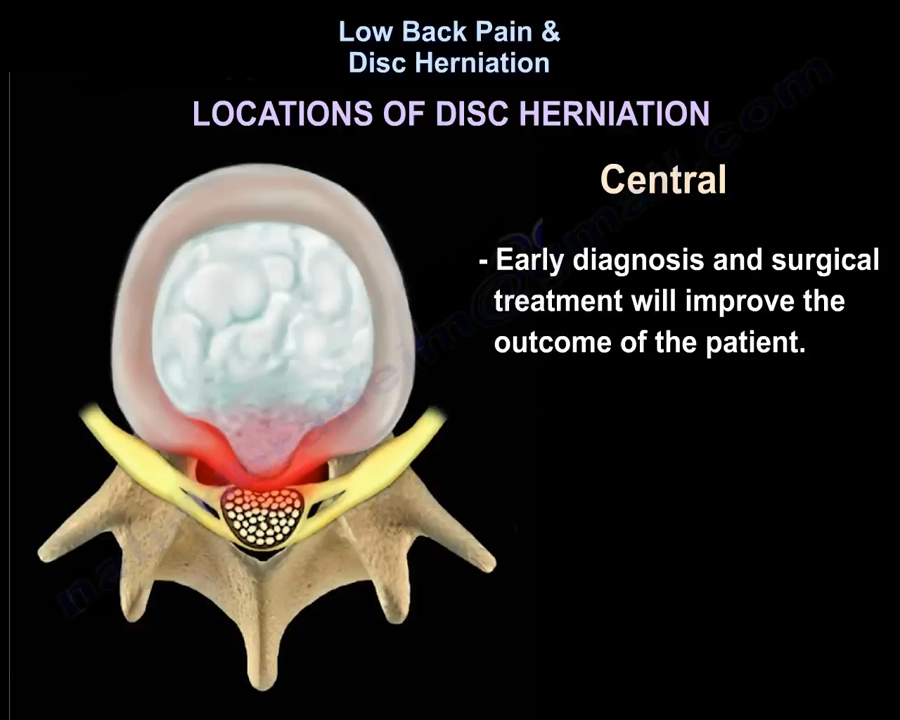 Low Back Pain &
Disc Herniation
LOCATIONS OF DISC HERNIATION
Central
- Early diagnosis and surgical
treatment will improve the
outcome of the patient.